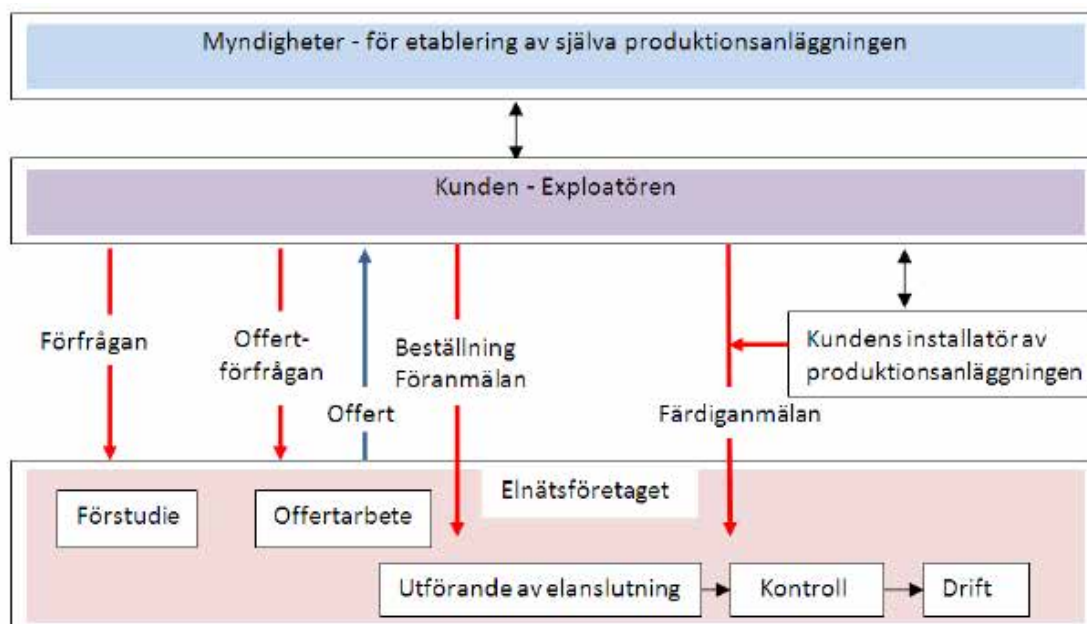 Myndigheter - för etablering av själva produktionsanläggningen
Kunden - Exploatören
Förfrågan
Offert-
förfrågan
Offert
Beställning
Föranmälan
Färdiganmälan
Kundens installatör av
produktionsanläggningen
Elnätsföretaget
Förstudie
Offertarbete
Utförande av elanslutning
Kontroll
Drift